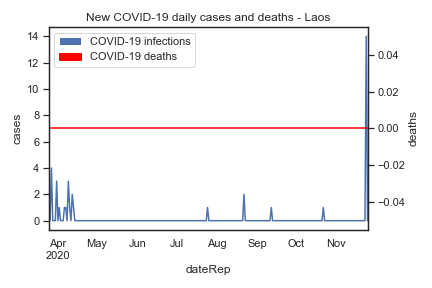 New COVID-19 daily cases and deaths - Laos
COVID-19 infections
COVID-19 deaths
14
12
10
8
6
4
2
0
cases
0.04
0.02
0.00
−0.02
−0.04
deaths
Apr May Jun Jul Aug Sep Oct Nov
2020
dateRep